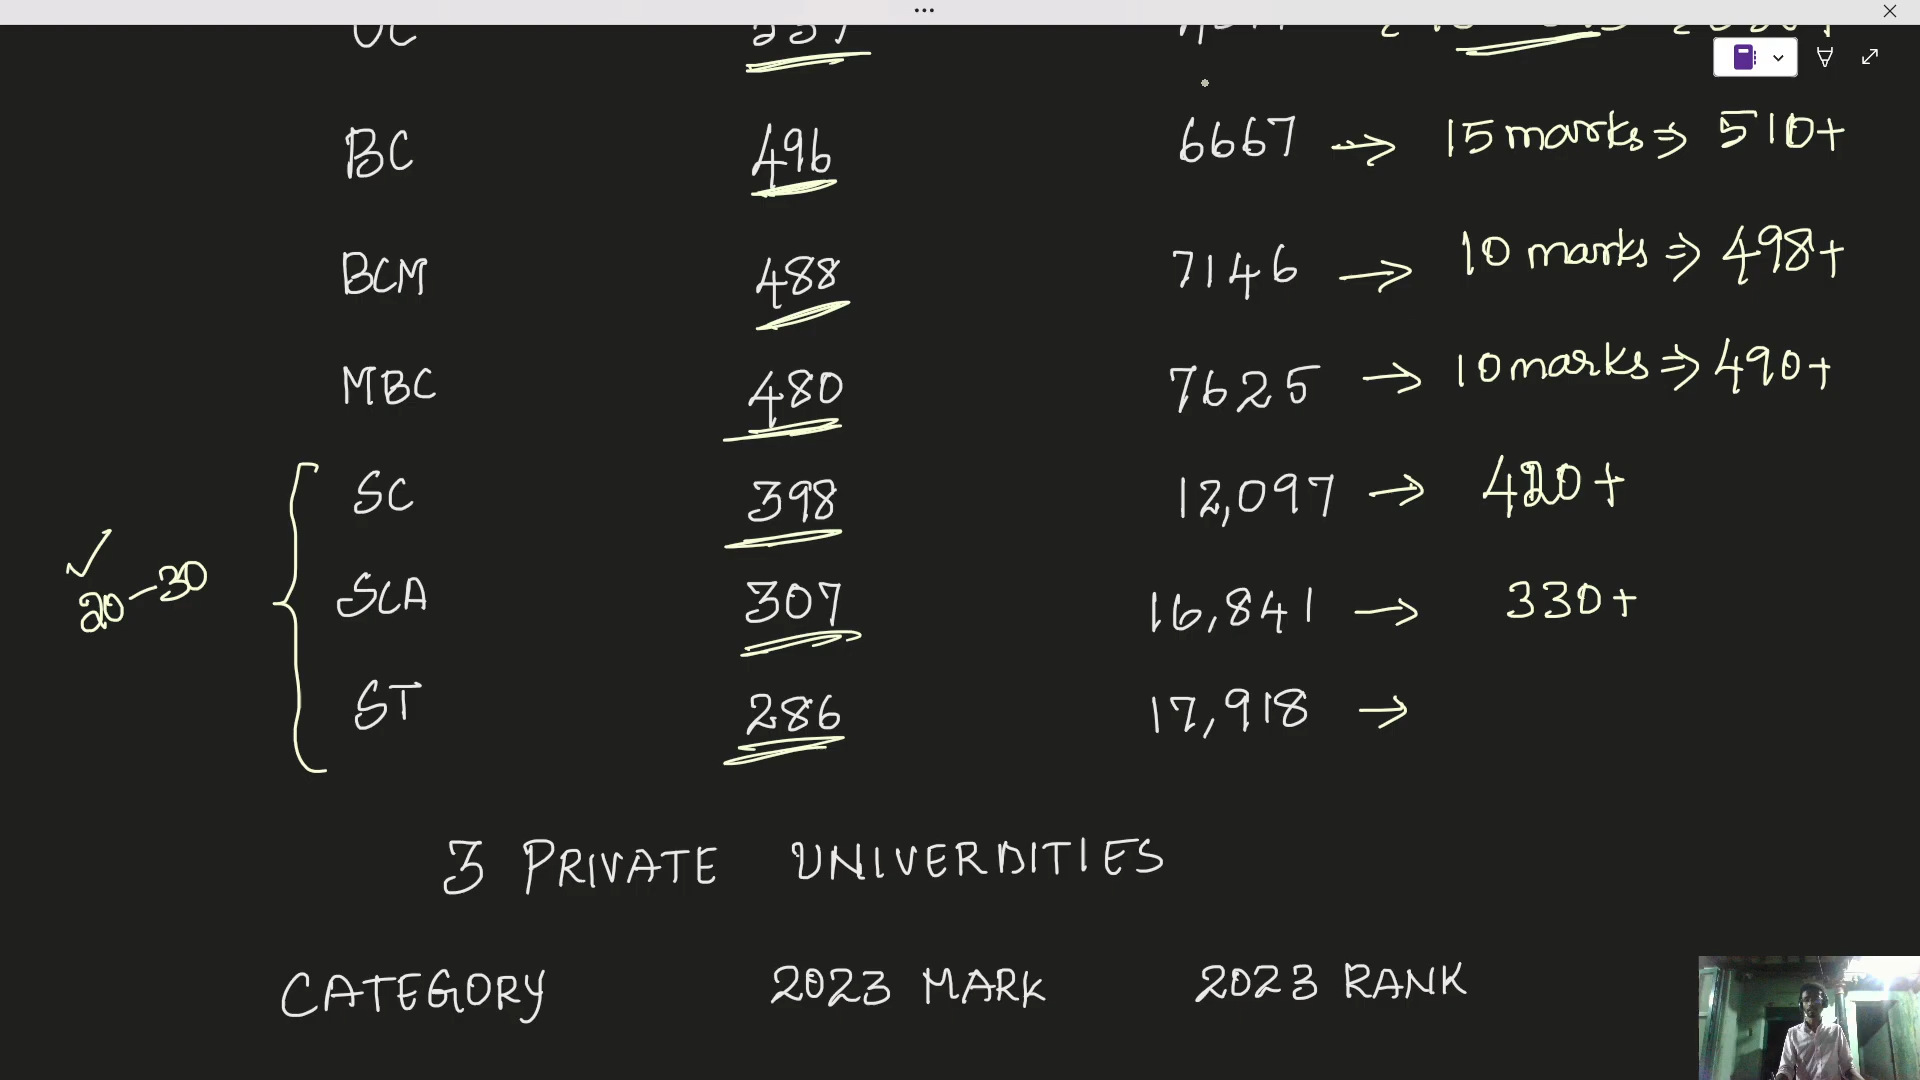 BC 496 6667 → 15 marks ⇒ 510+
BCM 488 7146 → 10 marks ⇒ 498+
MBC 480 7625 → 10 marks ⇒ 490+
SC 398 12,097 → 420+
✓
20-30
SCA 307 16,841 → 330+
ST 286 17,918 →
3 PRIVATE UNIVERDITIES
CATEGORY 2023 MARK 2023 RANK